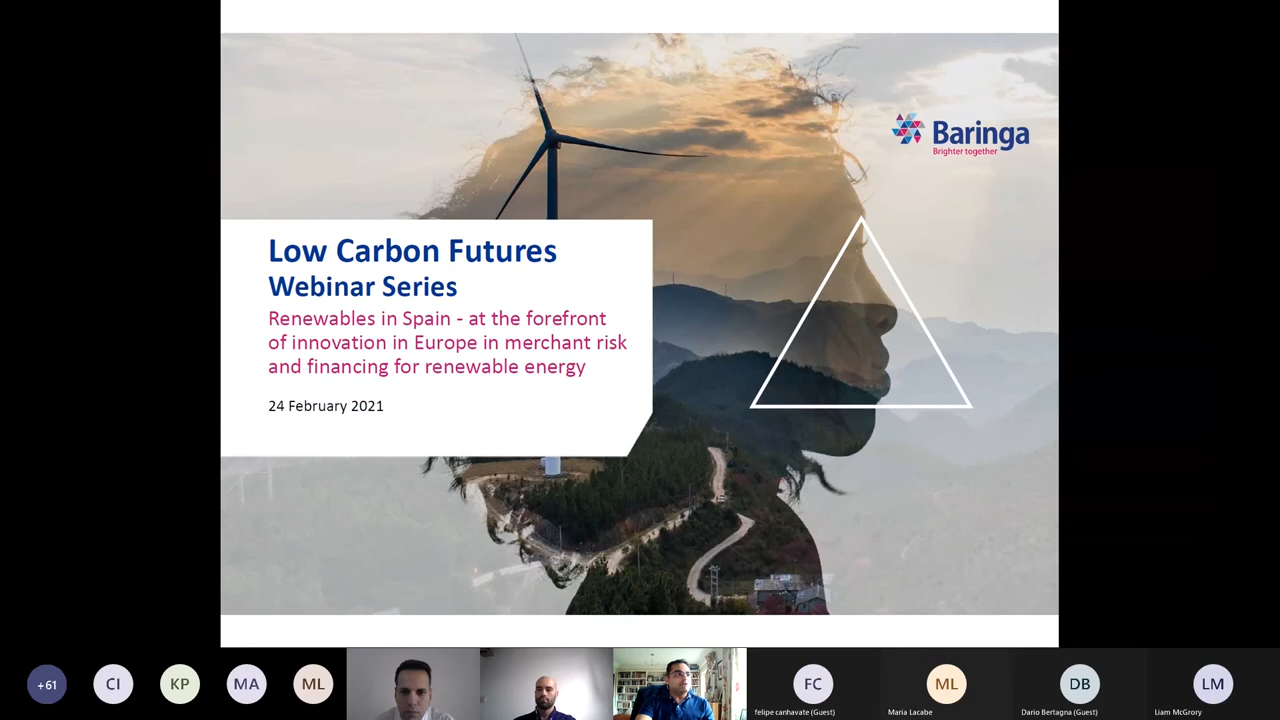 Baringa
Brighter together
Low Carbon Futures
Webinar Series
Renewables in Spain - at the forefront
of innovation in Europe in merchant risk
and financing for renewable energy
24 February 2021
+61
CI
KP
MA
ML
FC
ML
DB
LM
felipe canhavate (Guest)
Maria Lacabe
Dario Bertagna (Guest)
Liam McGrory